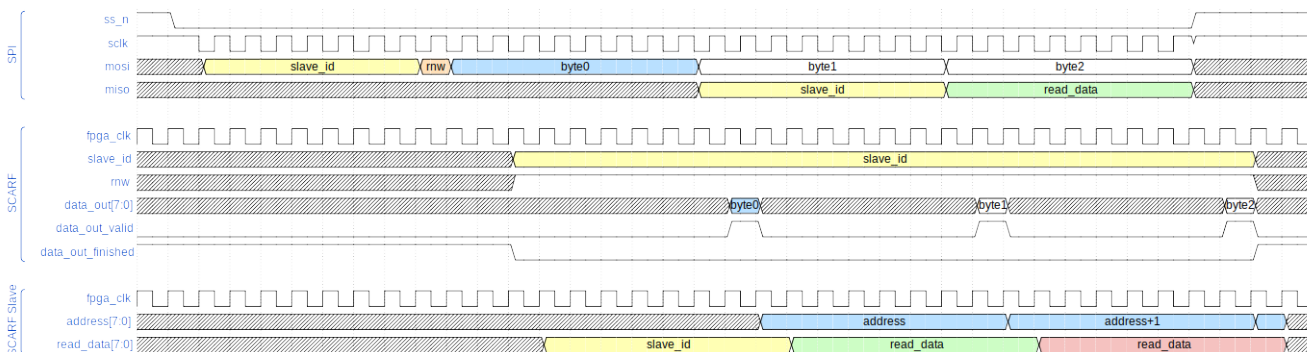 SPI
ss_n
sclk
mosi slave_id rnw byte0 byte1 byte2
miso slave_id read_data
SCARF
fpga_clk
slave_id slave_id
rnw
data_out[7:0] byte0 byte1 byte2
data_out_valid
data_out_finished
SCARF Slave
fpga_clk
address[7:0] address address+1
read_data[7:0] slave_id read_data read_data